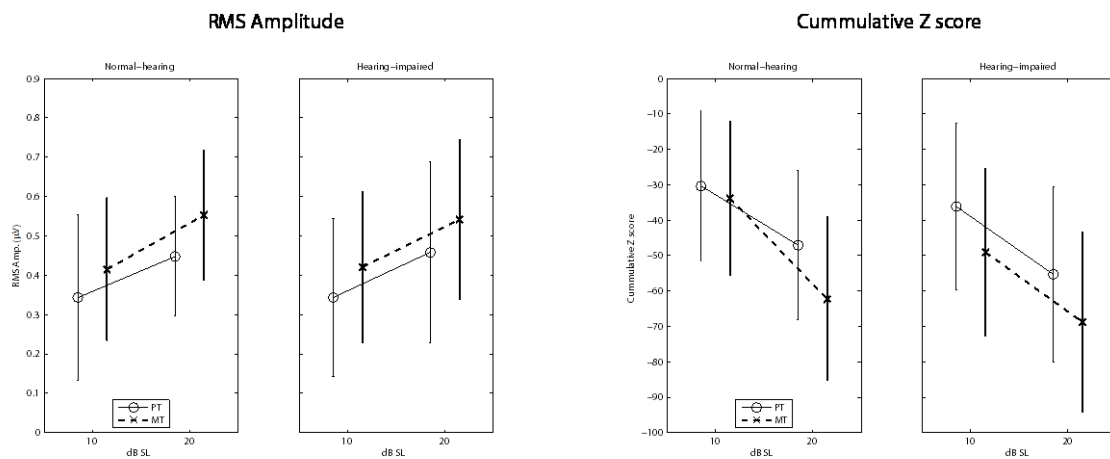 RMS Amplitude
Cummulative Z score
Normal-hearing
Hearing-impaired
Normal-hearing
Hearing-impaired
RMS Amp. (µV)
0.9
0.8
0.7
0.6
0.5
0.4
0.3
0.2
0.1
0
PT
MT
10
20
dB SL
10
20
dB SL
Cummulative Z score
0
-10
-20
-30
-40
-50
-60
-70
-80
-90
-100
PT
MT
10
20
dB SL
10
20
dB SL